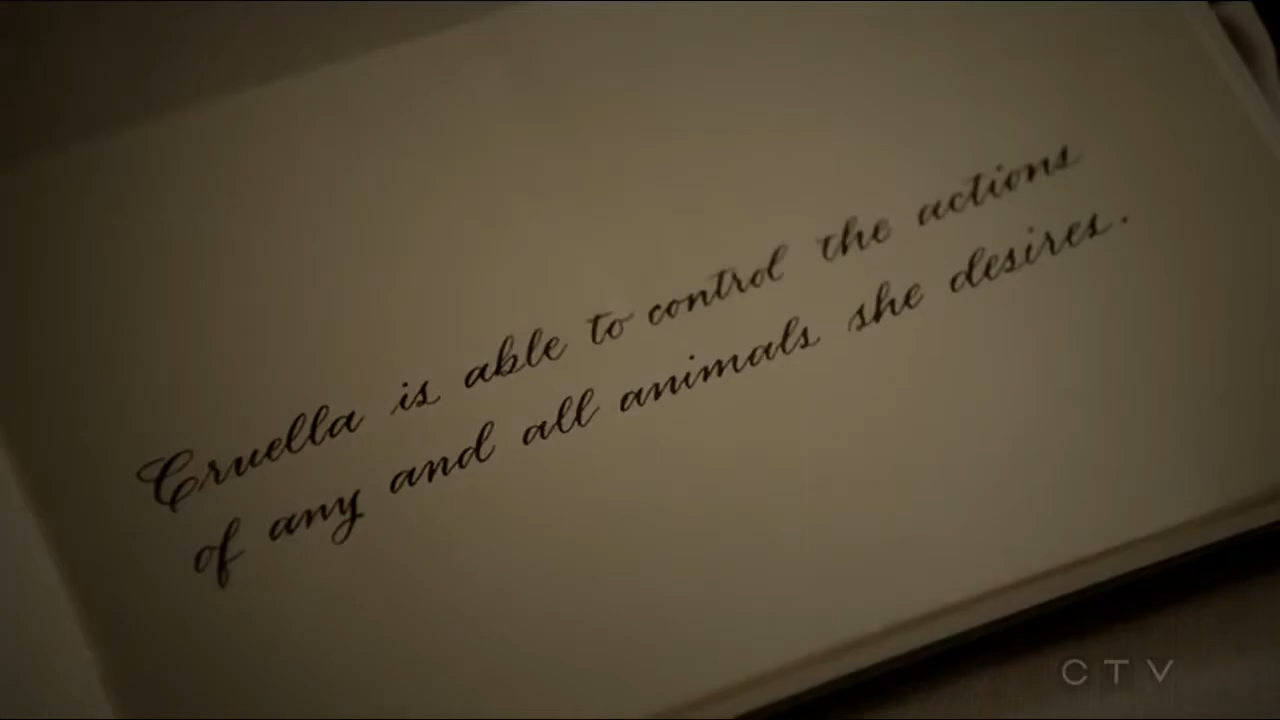 Cruella is able to control the actions
of any and all animals she desires.
CTV